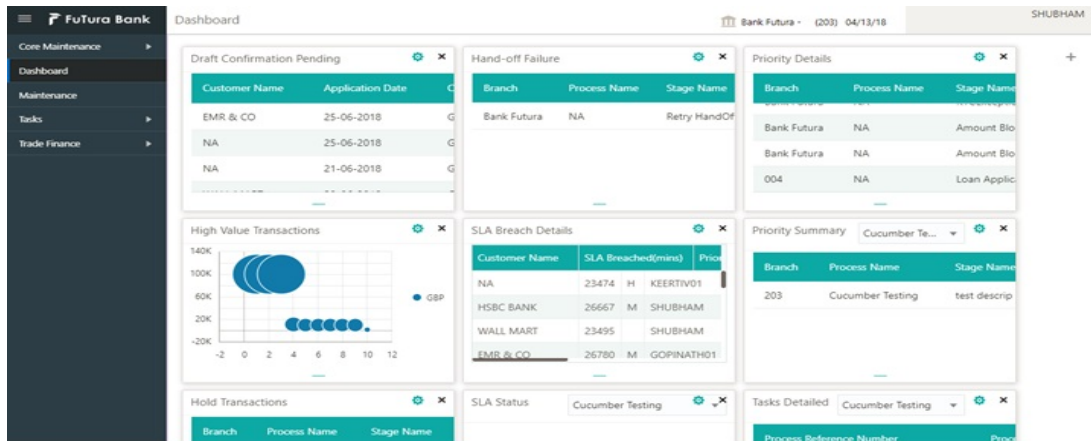 FuTura Bank
Dashboard
Bank Futura - (203) 04/13/18
SHUBHAM
Core Maintenance
Dashboard
Maintenance
Tasks
Trade Finance
Draft Confirmation Pending
Customer Name Application Date
EMR & CO 25-06-2018 G
NA 25-06-2018 G
NA 21-06-2018 G
Hand-off Failure
Branch Process Name Stage Name
Bank Futura NA Retry HandOf
Priority Details
Branch Process Name Stage Name
Bank Futura NA Amount Blo
Bank Futura NA Amount Blo
004 NA Loan Applic
High Value Transactions
140K
100K
60K
20K
-20K
-2 0 2 4 6 8 10 12
GBP
SLA Breach Details
Customer Name SLA Breached(mins) Prior
NA 23474 H KEERTIV01
HSBC BANK 26667 M SHUBHAM
WALL MART 23495 SHUBHAM
EMR & CO 26780 M GOPINATH01
Priority Summary Cucumber Te...
Branch Process Name Stage Name
203 Cucumber Testing test descrip
Hold Transactions
Branch Process Name Stage Name
SLA Status Cucumber Testing
Tasks Detailed Cucumber Testing
Process Reference Number Proce